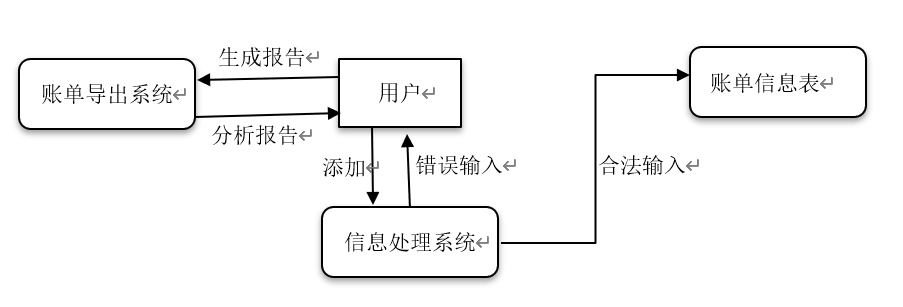 生成报告
账单导出系统
用户
账单信息表
分析报告
添加
错误输入
合法输入
信息处理系统